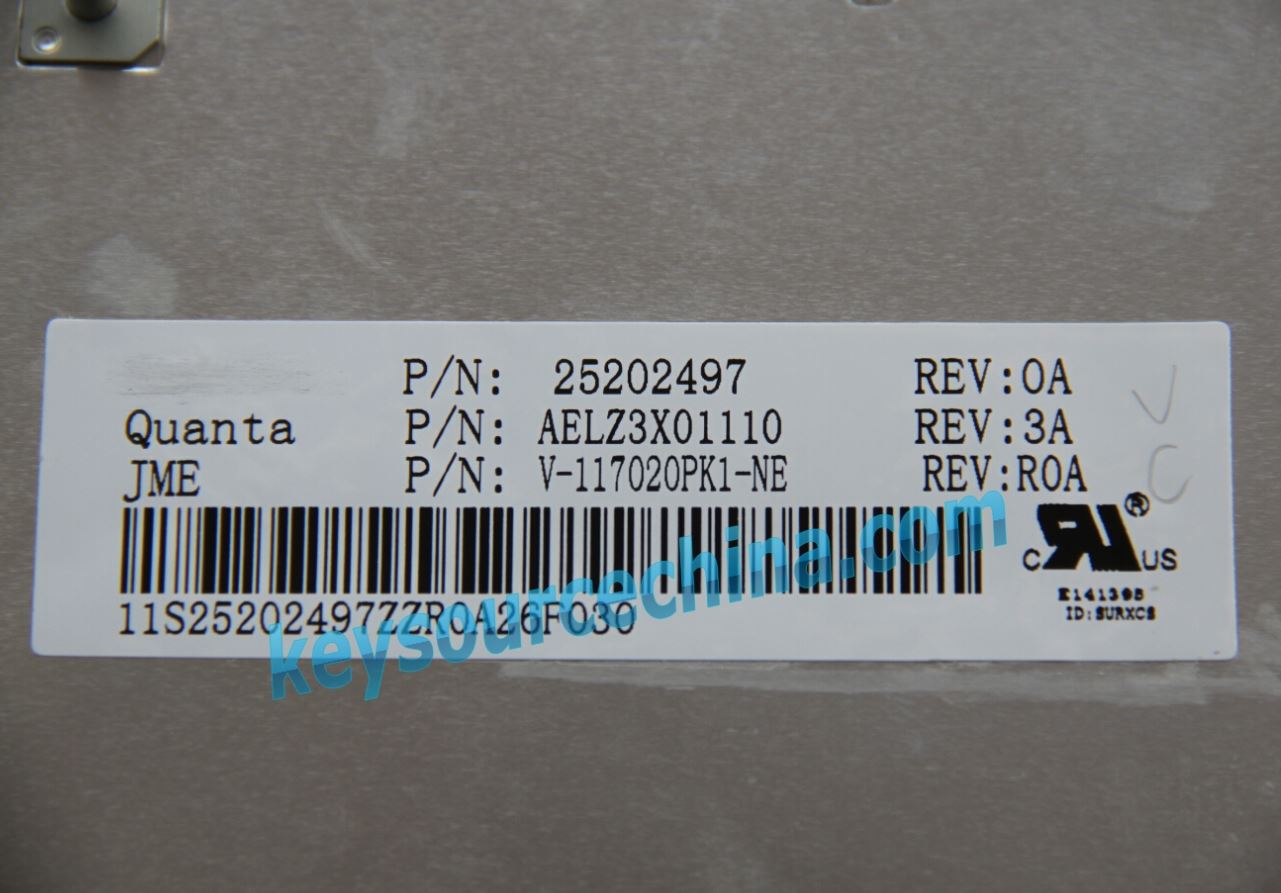 P/N: 25202497 REV:0A
Quanta P/N: AELZ3X01110 REV:3A
JME P/N: V-117020PK1-NE REV:R0A
V
C
11S25202497ZZR0A26F030
RU®
C US
E141395
ID:SURXCS
keysourcechina.com